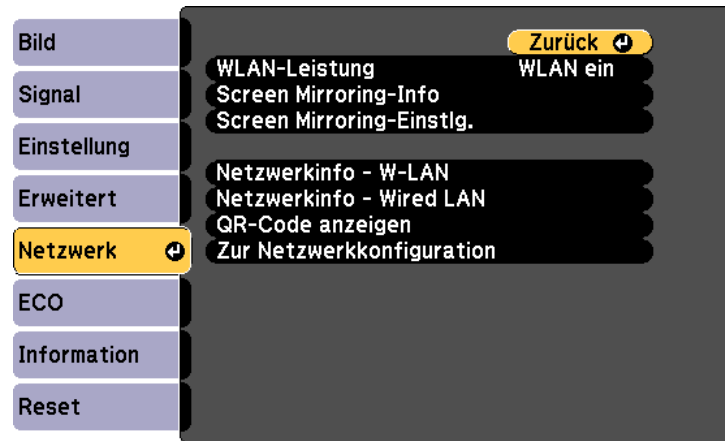 Bild
Signal
Einstellung
Erweitert
Netzwerk
ECO
Information
Reset
Zurück
WLAN-Leistung WLAN ein
Screen Mirroring-Info
Screen Mirroring-Einstlg.
Netzwerkinfo - W-LAN
Netzwerkinfo - Wired LAN
QR-Code anzeigen
Zur Netzwerkkonfiguration